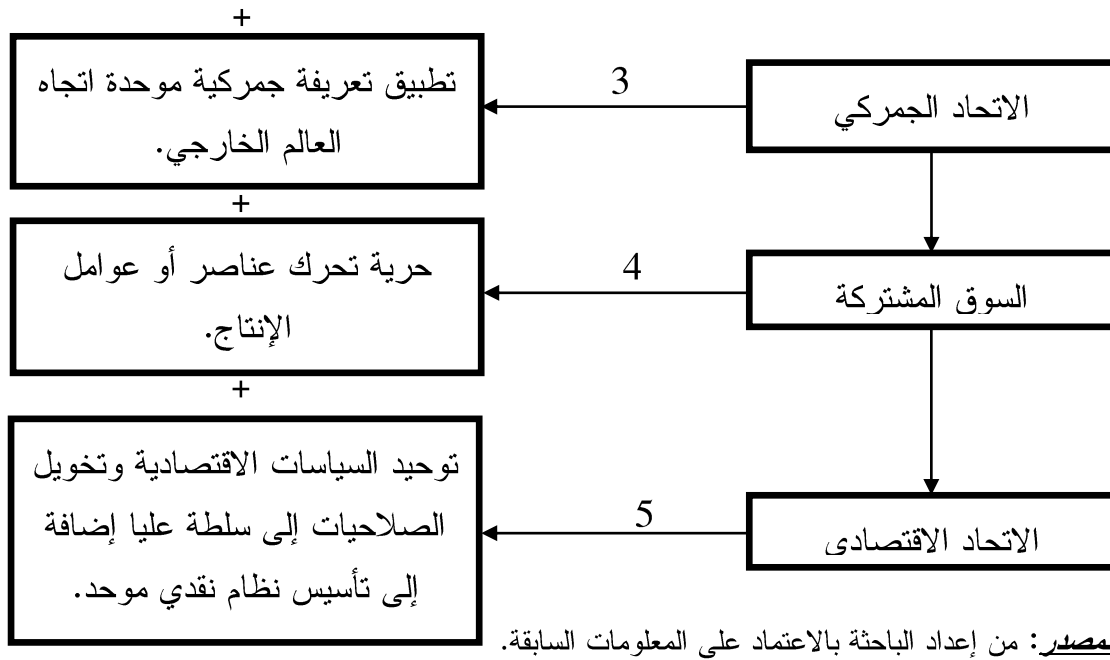 +
الاتحاد الجمركي
3
تطبيق تعريفة جمركية موحدة اتجاه
العالم الخارجي.
+
السوق المشتركة
4
حرية تحرك عناصر أو عوامل
الإنتاج.
+
الاتحاد الاقتصادى
5
توحيد السياسات الاقتصادية وتخويل
الصلاحيات إلى سلطة عليا إضافة
إلى تأسيس نظام نقدي موحد.
مصدر: من إعداد الباحثة بالاعتماد على المعلومات السابقة.